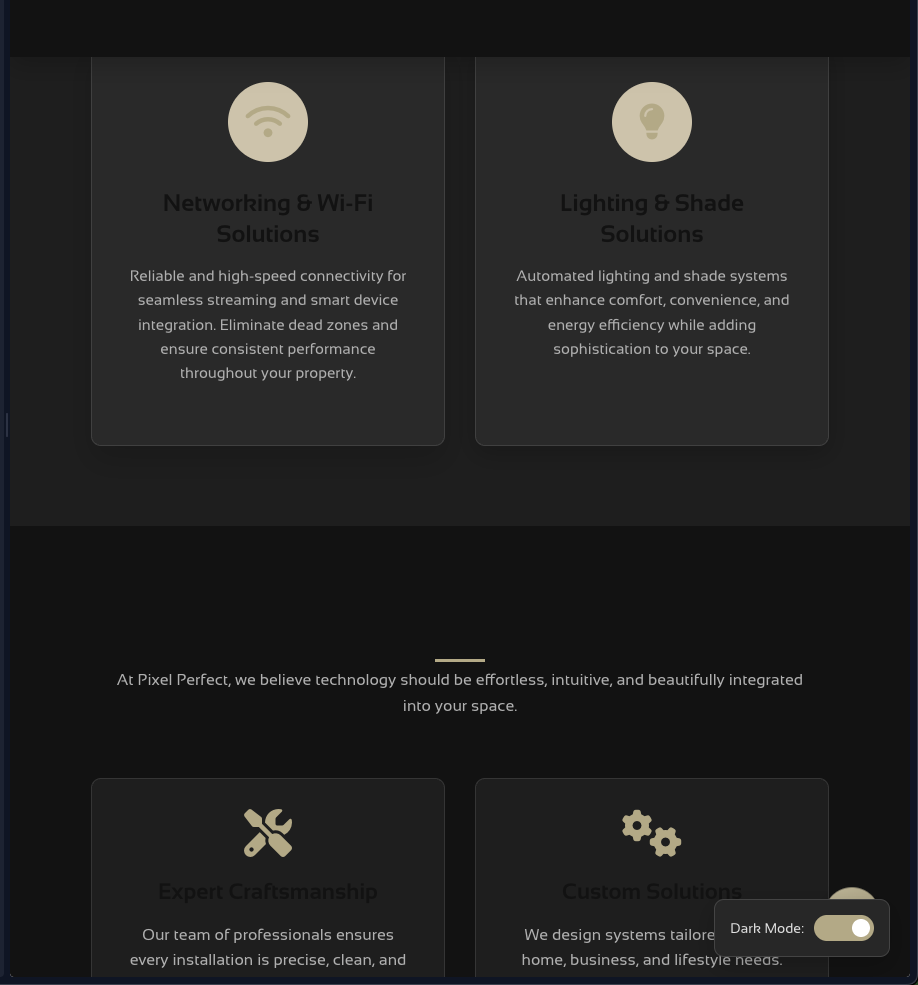 Networking & Wi-Fi
Solutions
Reliable and high-speed connectivity for
seamless streaming and smart device
integration. Eliminate dead zones and
ensure consistent performance
throughout your property.
Lighting & Shade
Solutions
Automated lighting and shade systems
that enhance comfort, convenience, and
energy efficiency while adding
sophistication to your space.
At Pixel Perfect, we believe technology should be effortless, intuitive, and beautifully integrated
into your space.
Expert Craftsmanship
Our team of professionals ensures
every installation is precise, clean, and
Custom Solutions
We design systems tailore
home, business, and lifestyle needs.
Dark Mode: